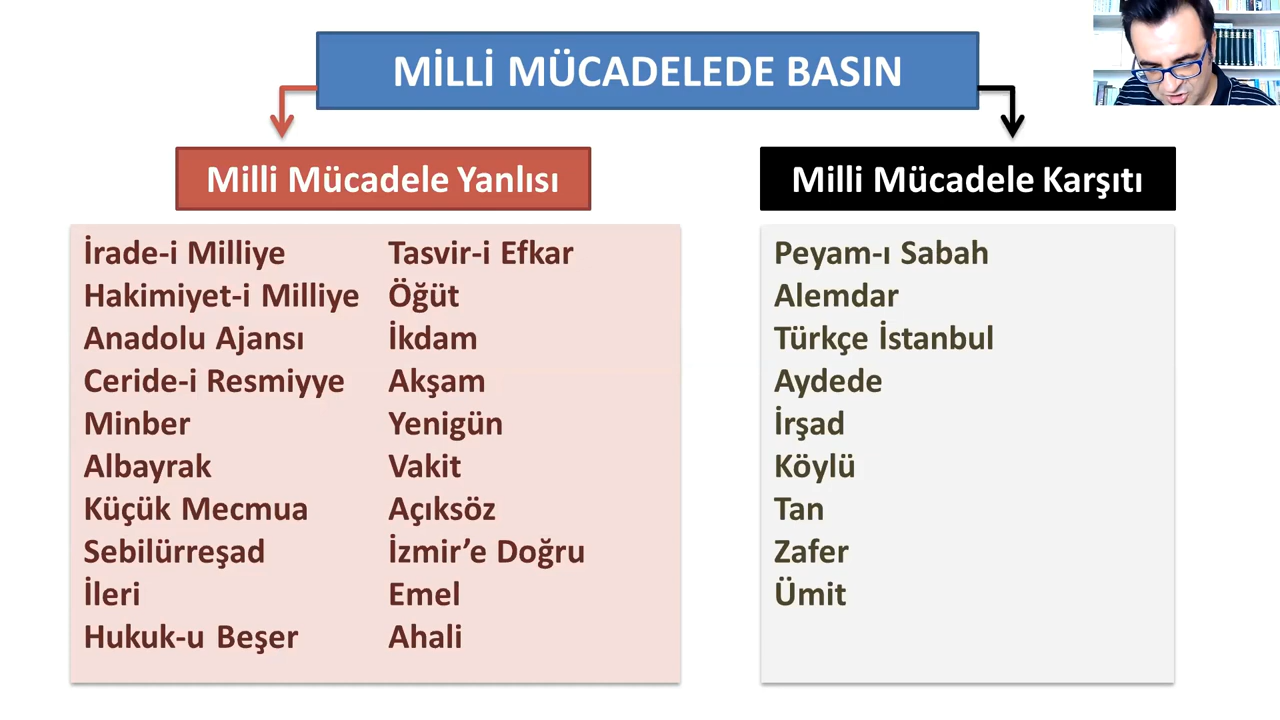 MİLLİ MÜCADELEDE BASIN
Milli Mücadele Yanlısı
İrade-i Milliye
Hakimiyet-i Milliye
Anadolu Ajansı
Ceride-i Resmiyye
Minber
Albayrak
Küçük Mecmua
Sebilürreşad
İleri
Hukuk-u Beşer
Tasvir-i Efkar
Öğüt
İkdam
Akşam
Yenigün
Vakit
Açıksöz
İzmir’e Doğru
Emel
Ahali
Milli Mücadele Karşıtı
Peyam-ı Sabah
Alemdar
Türkçe İstanbul
Aydede
İrşad
Köylü
Tan
Zafer
Ümit